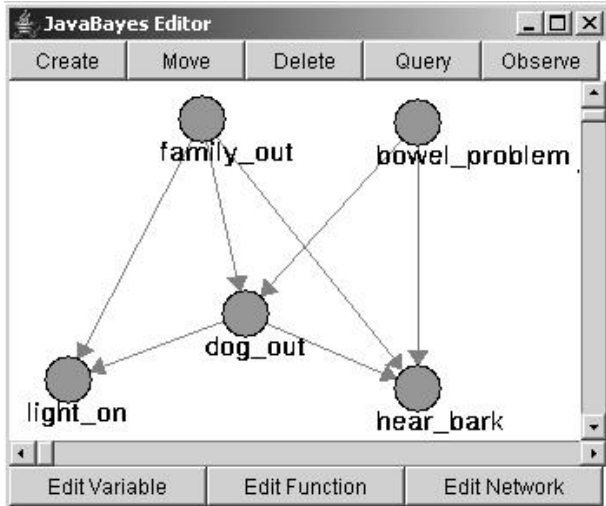 JavaBayes Editor
Create Move Delete Query Observe
family_out bowel_problem
dog_out
light_on hear_bark
Edit Variable Edit Function Edit Network